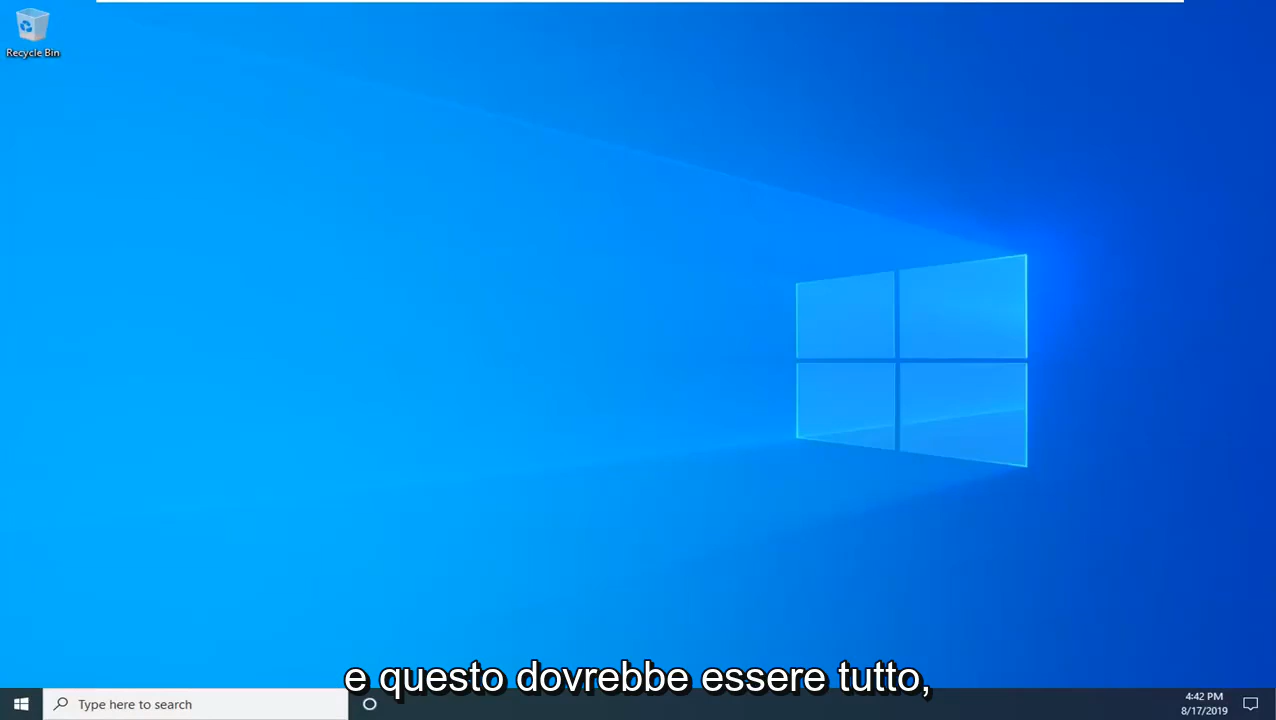 Recycle Bin
e questo dovrebbe essere tutto,
Type here to search
4:42 PM
8/17/2019